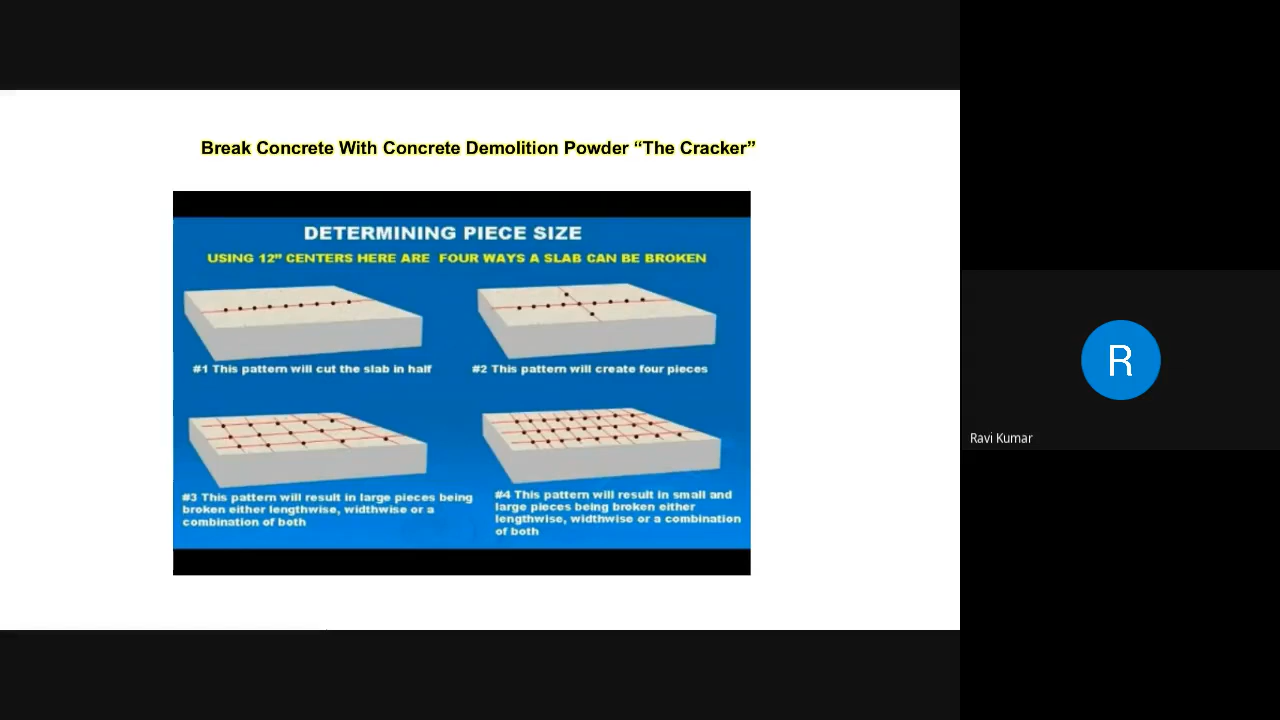 Break Concrete With Concrete Demolition Powder “The Cracker”
DETERMINING PIECE SIZE
USING 12” CENTERS HERE ARE FOUR WAYS A SLAB CAN BE BROKEN
#1 This pattern will cut the slab in half
#2 This pattern will create four pieces
#3 This pattern will result in large pieces being
broken either lengthwise, widthwise or a
combination of both
#4 This pattern will result in small and
large pieces being broken either
lengthwise, widthwise or a combination
of both
R
Ravi Kumar